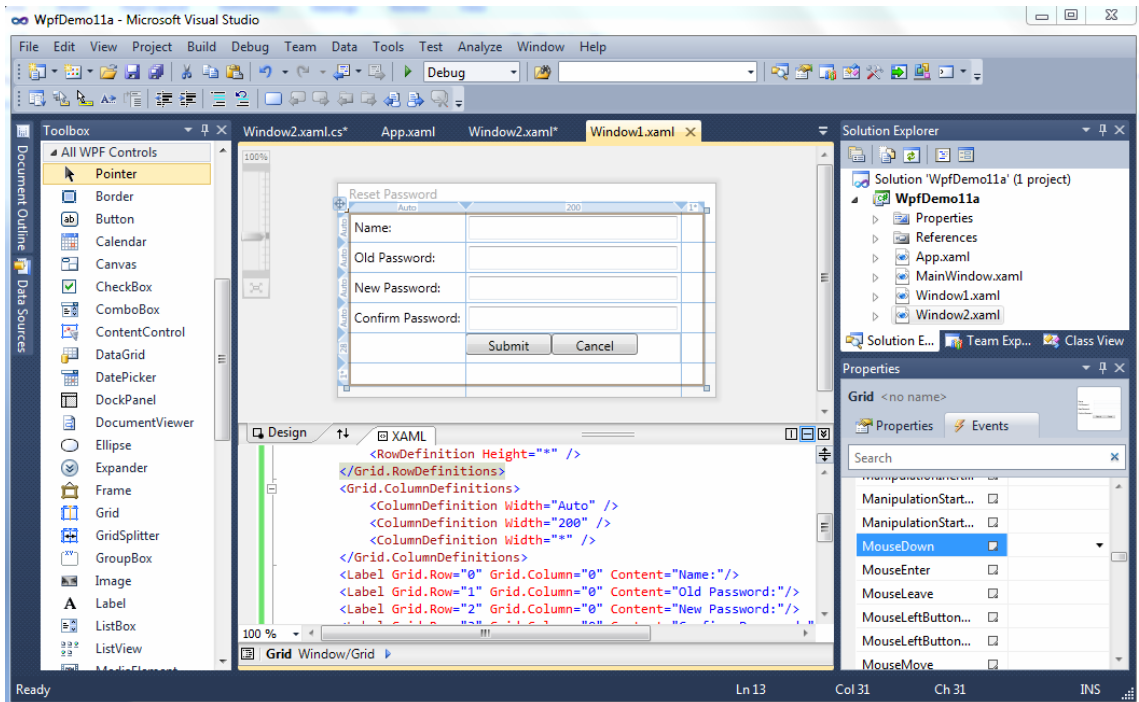 WpfDemo11a - Microsoft Visual Studio
File Edit View Project Build Debug Team Data Tools Test Analyze Window Help
Debug
Document Outline
Data Sources
Toolbox
All WPF Controls
Pointer
Border
Button
Calendar
Canvas
CheckBox
ComboBox
ContentControl
DataGrid
DatePicker
DockPanel
DocumentViewer
Ellipse
Expander
Frame
Grid
GridSplitter
GroupBox
Image
Label
ListBox
ListView
MediaElement
Window2.xaml.cs* App.xaml Window2.xaml* Window1.xaml
100%
Reset Password
Auto 200 1*
Auto
Name:
Auto
Old Password:
Auto
New Password:
Auto
Confirm Password:
28
Submit Cancel
1*
Design XAML
<RowDefinition Height="*" />
</Grid.RowDefinitions>
<Grid.ColumnDefinitions>
<ColumnDefinition Width="Auto" />
<ColumnDefinition Width="200" />
<ColumnDefinition Width="*" />
</Grid.ColumnDefinitions>
<Label Grid.Row="0" Grid.Column="0" Content="Name:"/>
<Label Grid.Row="1" Grid.Column="0" Content="Old Password:"/>
<Label Grid.Row="2" Grid.Column="0" Content="New Password:"/>
100 %
Grid Window/Grid
Solution Explorer
Solution 'WpfDemo11a' (1 project)
WpfDemo11a
Properties
References
App.xaml
MainWindow.xaml
Window1.xaml
Window2.xaml
Solution E... Team Exp... Class View
Properties
Grid <no name>
Properties Events
Search
ManipulationStart...
ManipulationStart...
MouseDown
MouseEnter
MouseLeave
MouseLeftButton...
MouseLeftButton...
MouseMove
Ready Ln 13 Col 31 Ch 31 INS